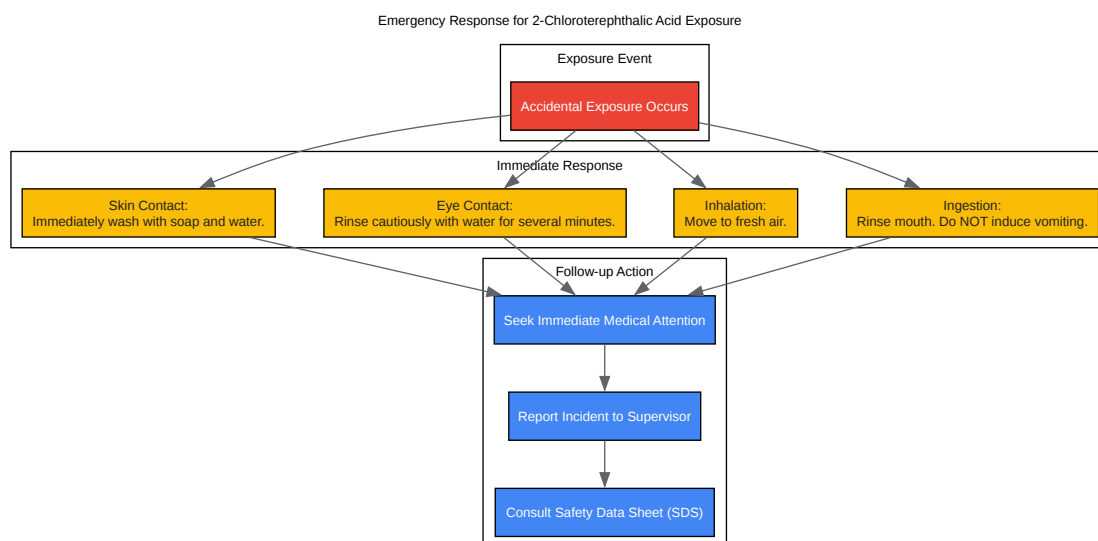 Emergency Response for 2-Chloroterephthalic Acid Exposure
Exposure Event
Accidental Exposure Occurs
Immediate Response
Skin Contact:
Immediately wash with soap and water.
Eye Contact:
Rinse cautiously with water for several minutes.
Inhalation:
Move to fresh air.
Ingestion:
Rinse mouth. Do NOT induce vomiting.
Follow-up Action
Seek Immediate Medical Attention
Report Incident to Supervisor
Consult Safety Data Sheet (SDS)